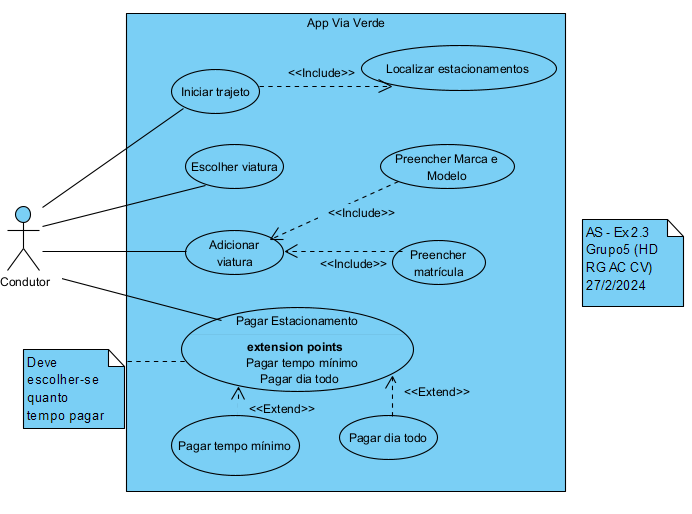 App Via Verde
<<Include>>
Localizar estacionamentos
Iniciar trajeto
Escolher viatura
Preencher Marca e
Modelo
<<Include>>
Adicionar
viatura
<<Include>>
Preencher
matrícula
Condutor
AS - Ex2.3
Grupo5 (HD
RG AC CV)
27/2/2024
Pagar Estacionamento
extension points
Pagar tempo mínimo
Pagar dia todo
Deve
escolher-se
quanto
tempo pagar
<<Extend>>
<<Extend>>
Pagar tempo mínimo
Pagar dia todo